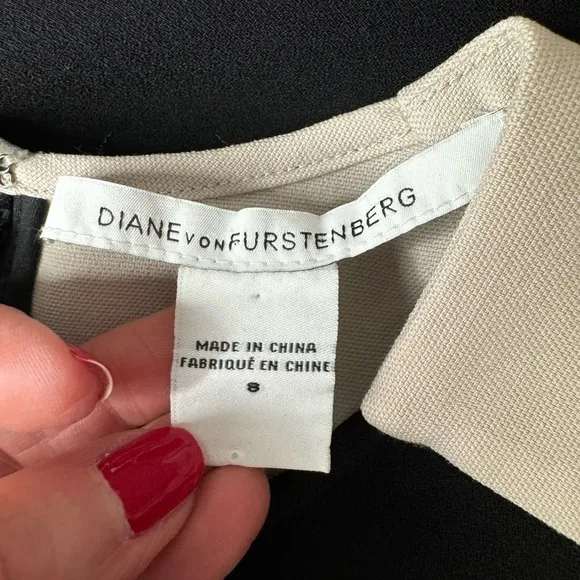 DIANE VON FURSTENBERG
MADE IN CHINA
FABRIQUÉ EN CHINE
8